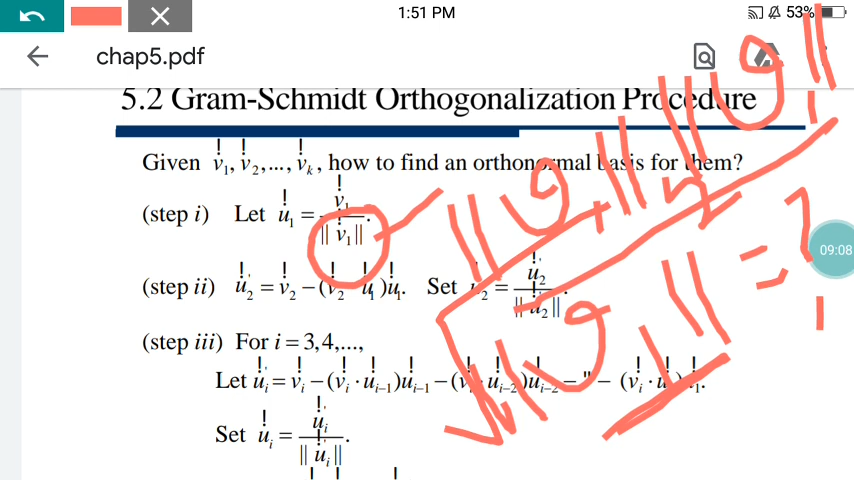 1:51 PM
53%
chap5.pdf
5.2 Gram-Schmidt Orthogonalization Procedure
Given v₁, v₂,..., vₖ, how to find an orthonormal basis for them?
(step i) Let u₁ = v₁ / || v₁ ||.
(step ii) u₂' = v₂ − (v₂ · u₁)u₁. Set u₂ = u₂' / || u₂' ||.
(step iii) For i = 3,4,...,
Let uᵢ' = vᵢ − (vᵢ · uᵢ₋₁)uᵢ₋₁ − (vᵢ · uᵢ₋₂)uᵢ₋₂ − " − (vᵢ · u₁)u₁.
Set uᵢ = uᵢ' / || uᵢ' ||.
09:08